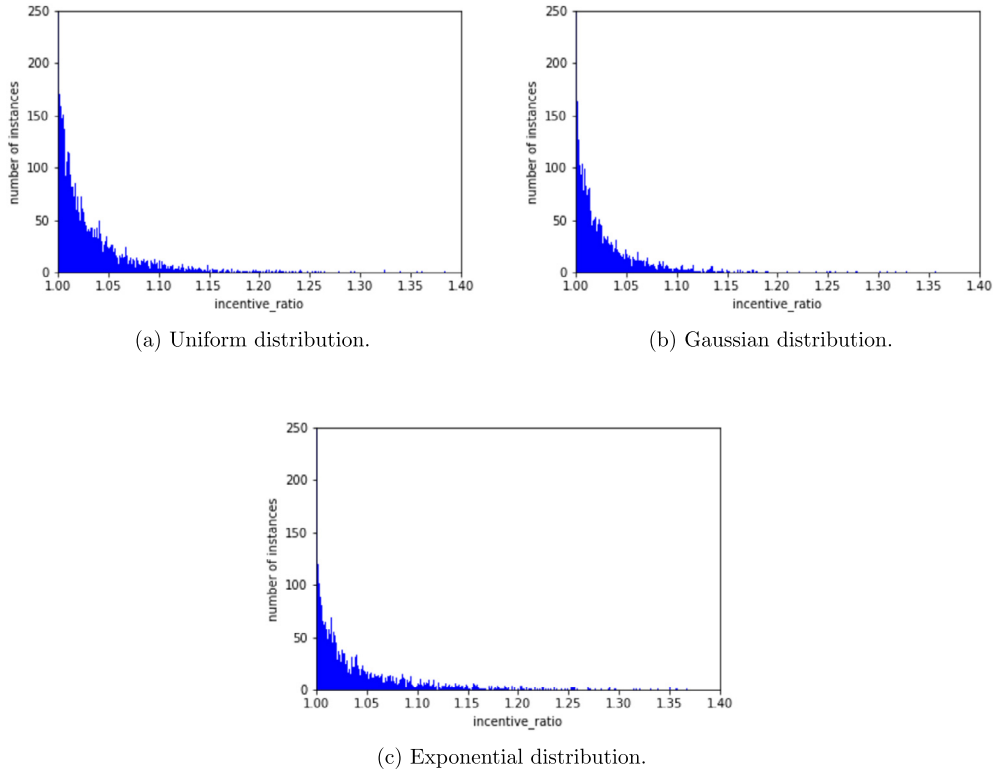 250
200
150
100
50
0
number of instances
1.00 1.05 1.10 1.15 1.20 1.25 1.30 1.35 1.40
incentive_ratio
(a) Uniform distribution.
250
200
150
100
50
0
number of instances
1.00 1.05 1.10 1.15 1.20 1.25 1.30 1.35 1.40
incentive_ratio
(b) Gaussian distribution.
250
200
150
100
50
0
number of instances
1.00 1.05 1.10 1.15 1.20 1.25 1.30 1.35 1.40
incentive_ratio
(c) Exponential distribution.